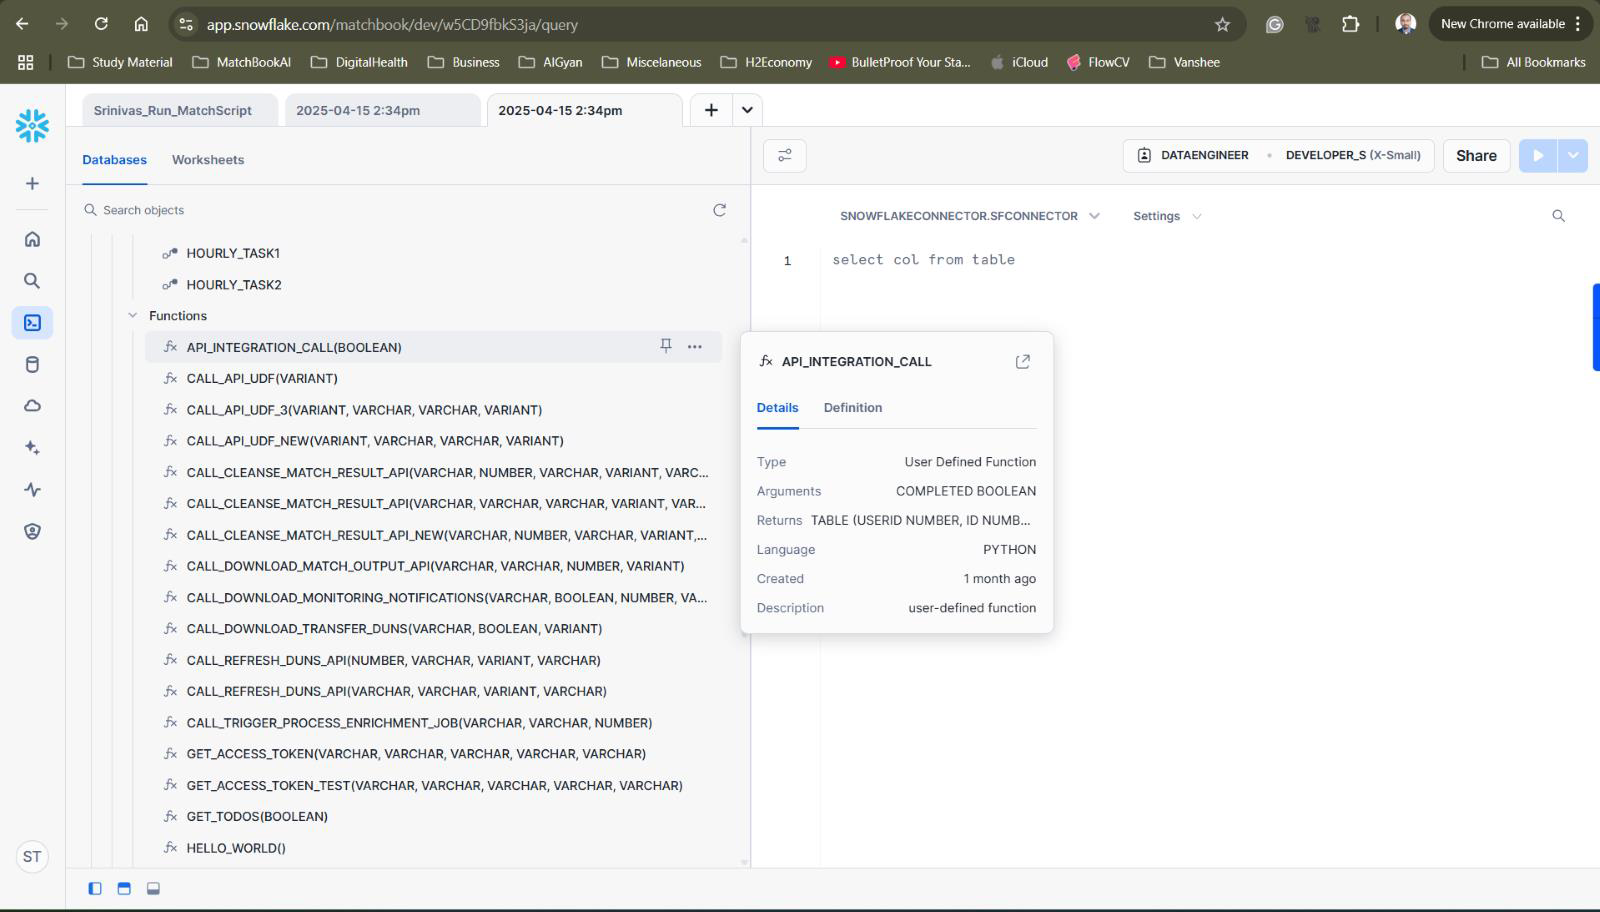 app.snowflake.com/matchbook/dev/w5CD9fbkS3ja/query
New Chrome available
Study Material
MatchBookAI
DigitalHealth
Business
AIGyan
Miscelaneous
H2Economy
BulletProof Your Sta...
iCloud
FlowCV
Vanshee
All Bookmarks
Srinivas_Run_MatchScript
2025-04-15 2:34pm
2025-04-15 2:34pm
Databases
Worksheets
DATAENGINEER
DEVELOPER_S (X-Small)
Share
Search objects
SNOWFLAKECONNECTOR.SFCONNECTOR
Settings
1
select col from table
HOURLY_TASK1
HOURLY_TASK2
Functions
API_INTEGRATION_CALL(BOOLEAN)
CALL_API_UDF(VARIANT)
CALL_API_UDF_3(VARIANT, VARCHAR, VARCHAR, VARIANT)
CALL_API_UDF_NEW(VARIANT, VARCHAR, VARCHAR, VARIANT)
CALL_CLEANSE_MATCH_RESULT_API(VARCHAR, NUMBER, VARCHAR, VARIANT, VARC...
CALL_CLEANSE_MATCH_RESULT_API(VARCHAR, VARCHAR, VARCHAR, VARIANT, VAR...
CALL_CLEANSE_MATCH_RESULT_API_NEW(VARCHAR, NUMBER, VARCHAR, VARIANT,...
CALL_DOWNLOAD_MATCH_OUTPUT_API(VARCHAR, VARCHAR, NUMBER, VARIANT)
CALL_DOWNLOAD_MONITORING_NOTIFICATIONS(VARCHAR, BOOLEAN, NUMBER, VA...
CALL_DOWNLOAD_TRANSFER_DUNS(VARCHAR, BOOLEAN, VARIANT)
CALL_REFRESH_DUNS_API(NUMBER, VARCHAR, VARIANT, VARCHAR)
CALL_REFRESH_DUNS_API(VARCHAR, VARCHAR, VARIANT, VARCHAR)
CALL_TRIGGER_PROCESS_ENRICHMENT_JOB(VARCHAR, VARCHAR, NUMBER)
GET_ACCESS_TOKEN(VARCHAR, VARCHAR, VARCHAR, VARCHAR, VARCHAR)
GET_ACCESS_TOKEN_TEST(VARCHAR, VARCHAR, VARCHAR, VARCHAR, VARCHAR)
GET_TODOS(BOOLEAN)
HELLO_WORLD()
API_INTEGRATION_CALL
Details
Definition
Type User Defined Function
Arguments COMPLETED BOOLEAN
Returns TABLE (USERID NUMBER, ID NUMB...
Language PYTHON
Created 1 month ago
Description user-defined function
ST